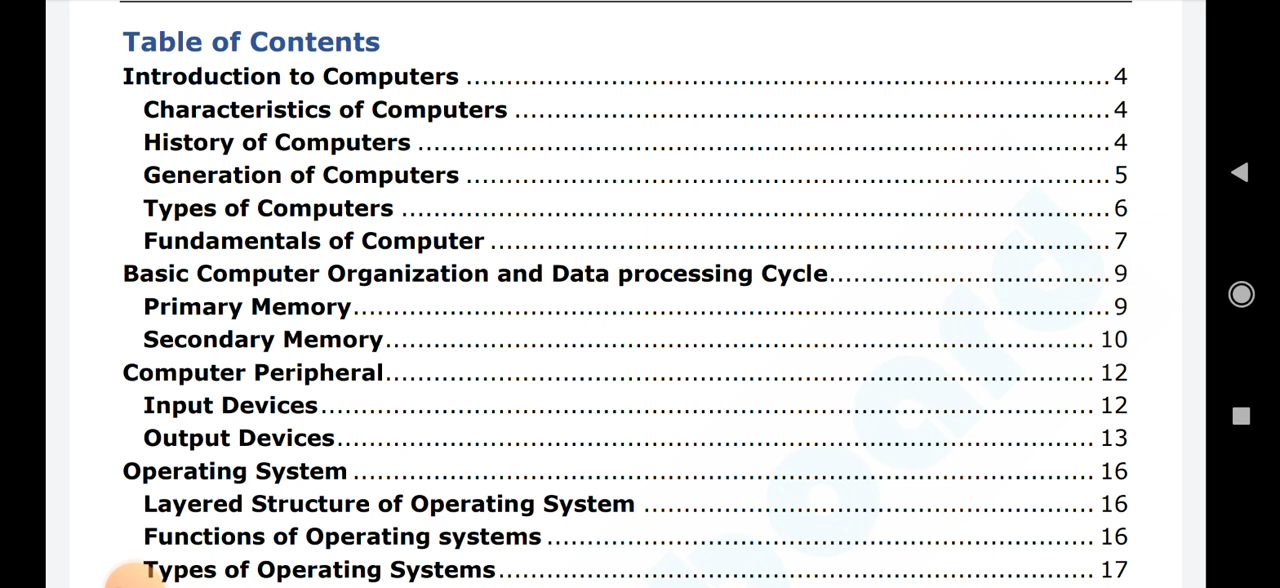 Table of Contents
Introduction to Computers ................................................................................ 4
Characteristics of Computers .......................................................................... 4
History of Computers ...................................................................................... 4
Generation of Computers ................................................................................ 5
Types of Computers ........................................................................................ 6
Fundamentals of Computer ............................................................................. 7
Basic Computer Organization and Data processing Cycle................................... 9
Primary Memory.............................................................................................. 9
Secondary Memory........................................................................................ 10
Computer Peripheral........................................................................................ 12
Input Devices................................................................................................ 12
Output Devices.............................................................................................. 13
Operating System ............................................................................................ 16
Layered Structure of Operating System ........................................................ 16
Functions of Operating systems .................................................................... 16
Types of Operating Systems.......................................................................... 17